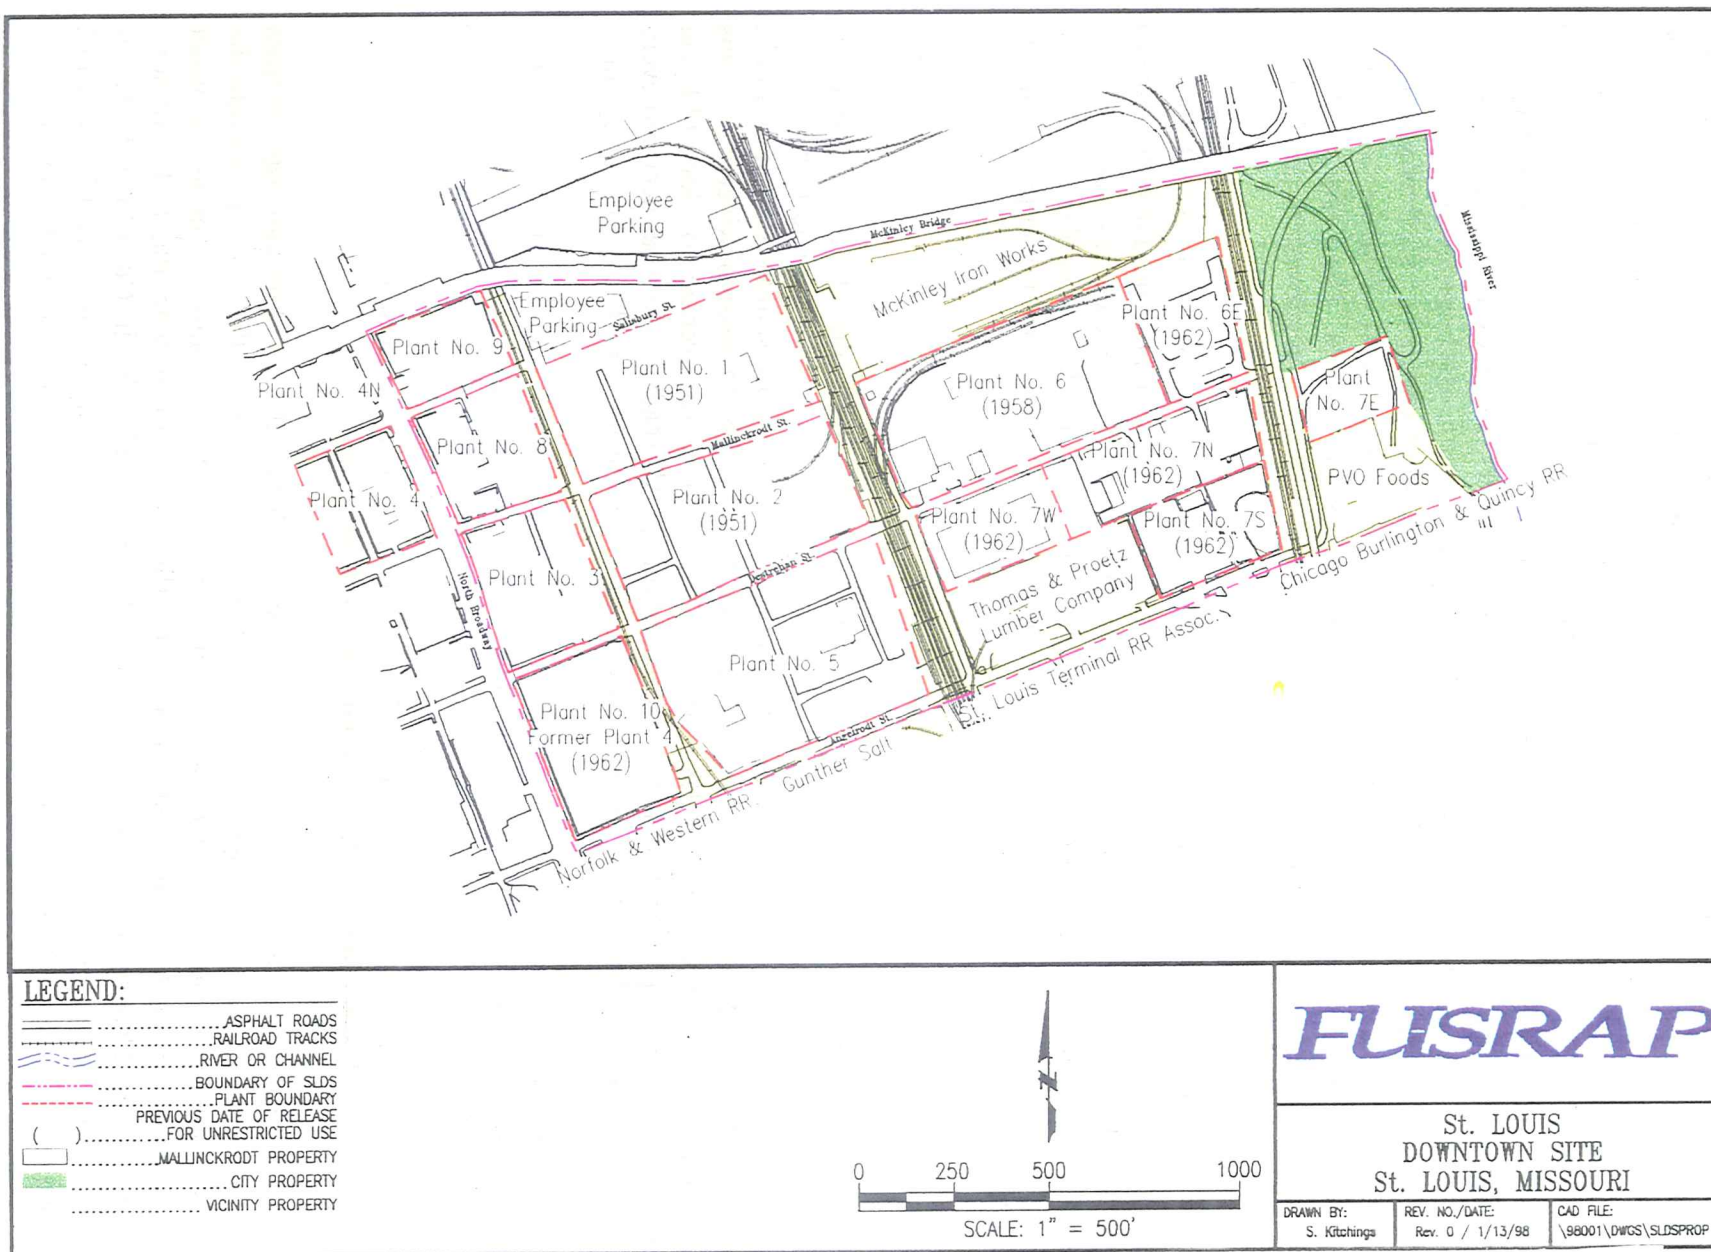 Employee
Parking
McKinley Bridge
Mississippi River
McKinley Iron Works
Employee
Parking
Salisbury St.
Plant No. 9
Plant No. 6E
(1962)
Plant No. 1
(1951)
Plant No. 4N
Plant No. 6
(1958)
Plant
No. 7E
Mallinckrodt St.
Plant No. 8
Plant No. 7N
(1962)
PVO Foods
Plant No. 4
Plant No. 2
(1951)
Plant No. 7W
(1962)
Plant No. 7S
(1962)
Chicago Burlington & Quincy RR
Destrehan St.
Plant No. 3
North Broadway
Thomas & Proetz
Lumber Company
Plant No. 5
St. Louis Terminal RR Assoc.
Plant No. 10
Former Plant 4
(1962)
Angelrodt St.
Gunther Salt
Norfolk & Western RR
LEGEND:
ASPHALT ROADS
RAILROAD TRACKS
RIVER OR CHANNEL
BOUNDARY OF SLDS
PLANT BOUNDARY
PREVIOUS DATE OF RELEASE
( ) FOR UNRESTRICTED USE
MALLINCKRODT PROPERTY
CITY PROPERTY
VICINITY PROPERTY
N
0 250 500 1000
SCALE: 1" = 500'
FUSRAP
St. LOUIS
DOWNTOWN SITE
St. LOUIS, MISSOURI
DRAWN BY:
S. Kitchings
REV. NO./DATE:
Rev. 0 / 1/13/98
CAD FILE:
\98001\DWGS\SLDSPROP